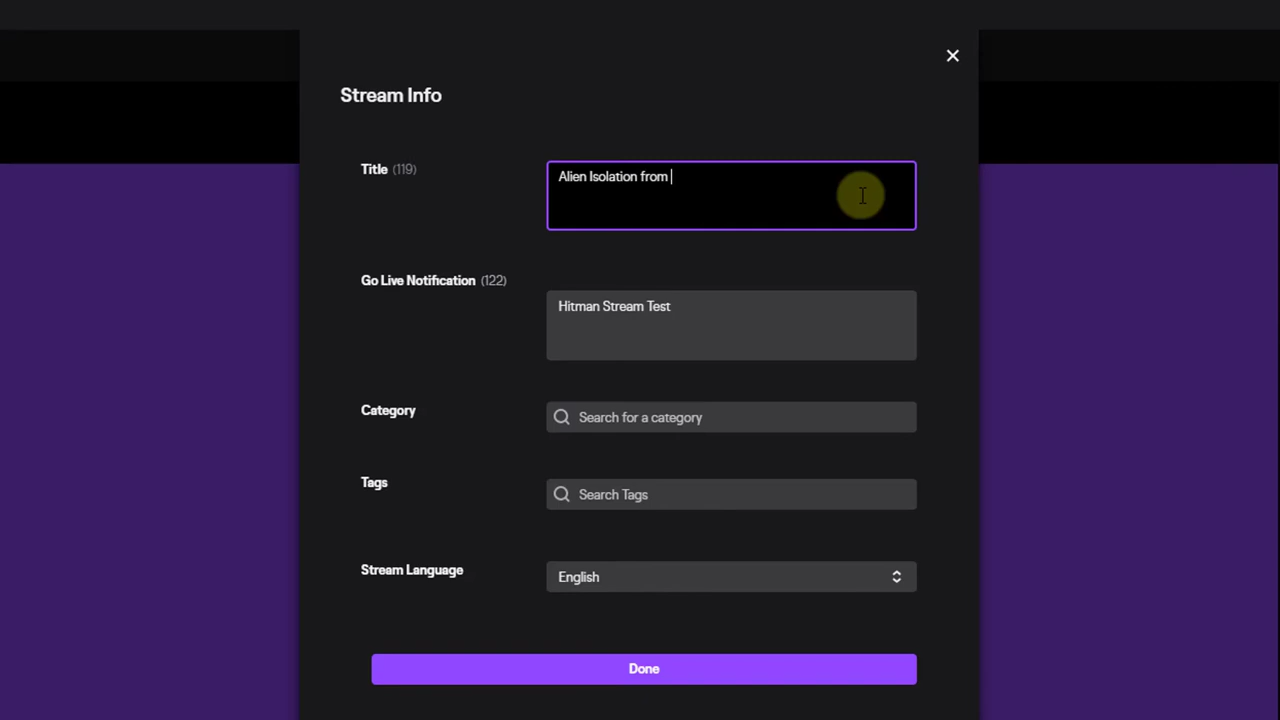 Stream Info
Title (119)
Alien Isolation from
Go Live Notification (122)
Hitman Stream Test
Category
Search for a category
Tags
Search Tags
Stream Language
English
Done